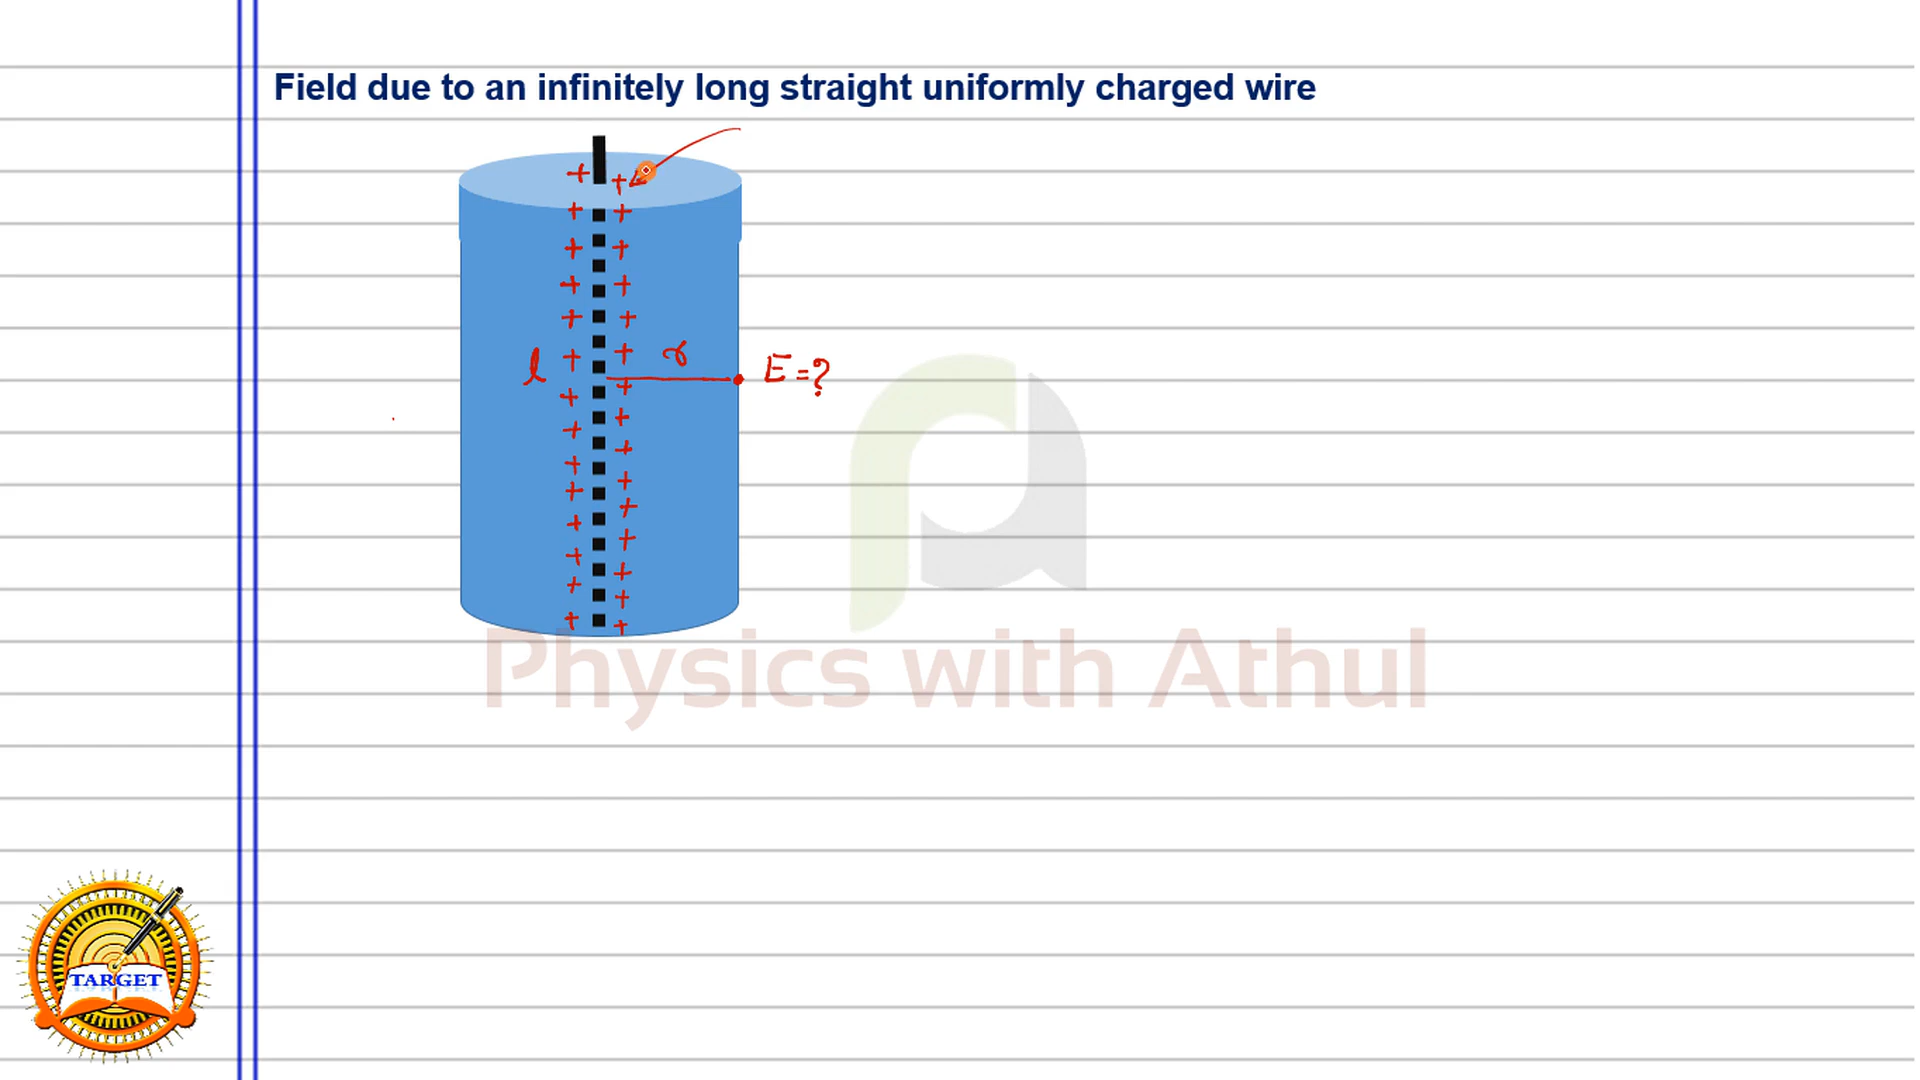 Field due to an infinitely long straight uniformly charged wire
l
r
E=?
Physics with Athul
TARGET